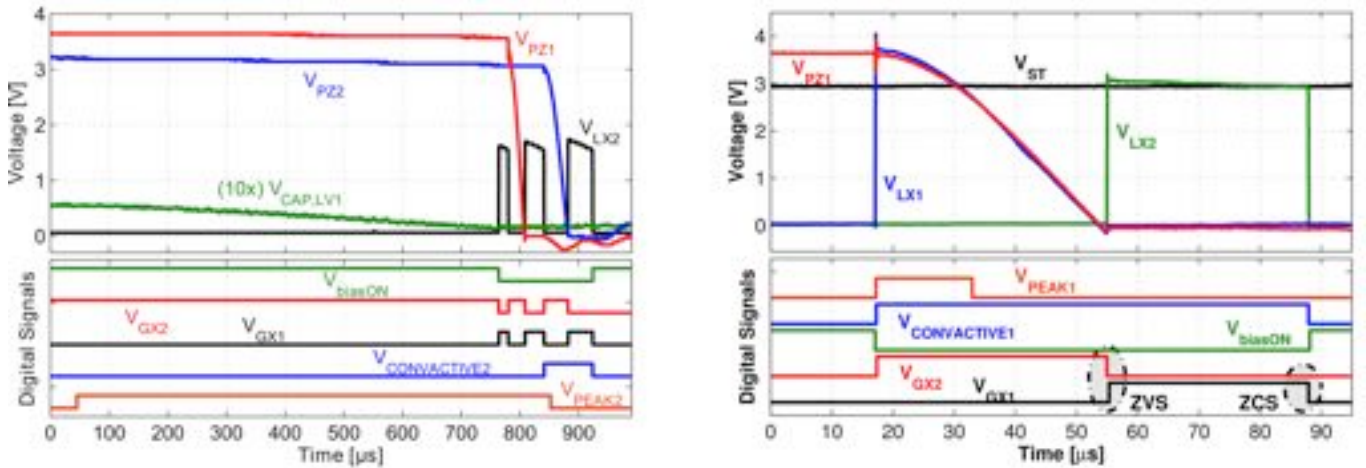 4
3
2
1
0
Voltage [V]
V_PZ1
V_PZ2
V_LX2
(10x) V_CAP,LV1
Digital Signals
V_biasON
V_GX2
V_GX1
V_CONVACTIVE2
V_PEAK2
0 100 200 300 400 500 600 700 800 900
Time [µs]
4
3
2
1
0
Voltage [V]
V_PZ1
V_ST
V_LX2
V_LX1
Digital Signals
V_PEAK1
V_CONVACTIVE1
V_biasON
V_GX2
V_GX1
ZVS
ZCS
0 10 20 30 40 50 60 70 80 90
Time [µs]